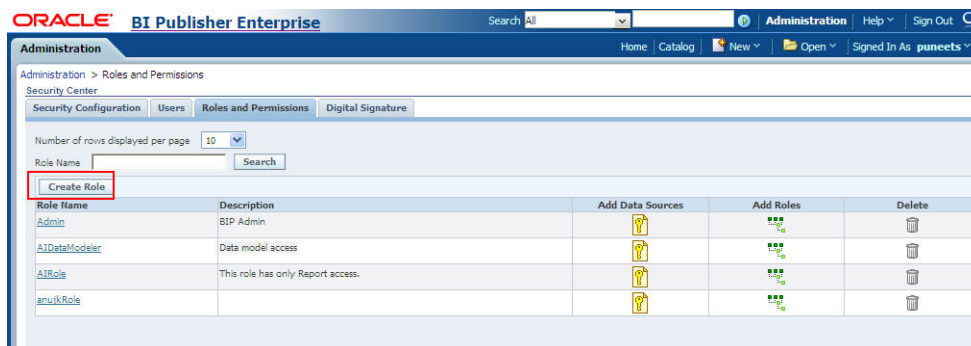 ORACLE BI Publisher Enterprise Search All Administration Help Sign Out
Administration Home Catalog New Open Signed In As puneets
Administration > Roles and Permissions
Security Center
Security Configuration Users Roles and Permissions Digital Signature
Number of rows displayed per page 10
Role Name Search
Create Role
Role Name Description Add Data Sources Add Roles Delete
Admin BIP Admin
AIDataModeler Data model access
AIRole This role has only Report access.
anujkRole